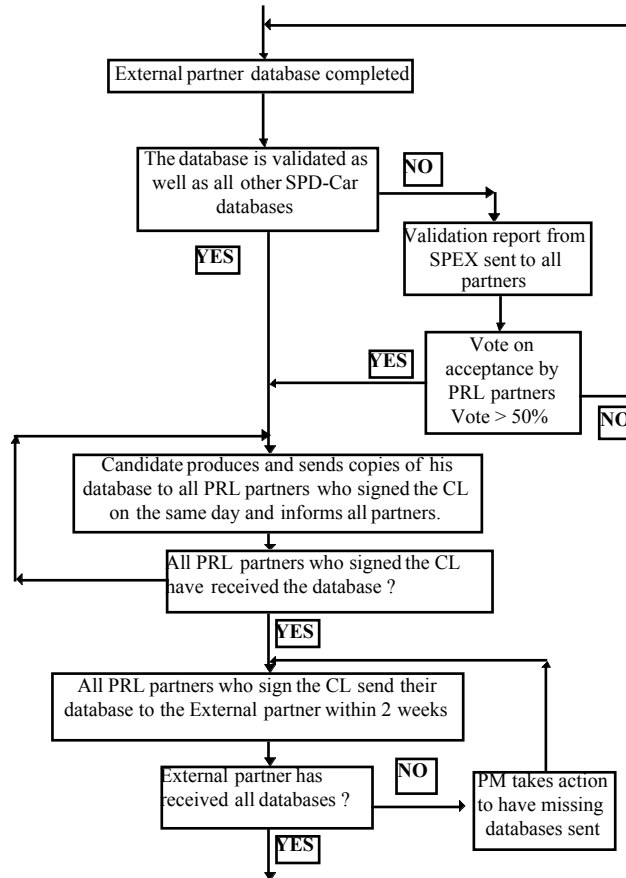 External partner database completed
The database is validated as
well as all other SPD-Car
databases
NO
YES
Validation report from
SPEX sent to all
partners
YES
Vote on
acceptance by
PRL partners
Vote > 50%
NO
Candidate produces and sends copies of his
database to all PRL partners who signed the CL
on the same day and informs all partners.
All PRL partners who signed the CL
have received the database ?
YES
All PRL partners who sign the CL send their
database to the External partner within 2 weeks
External partner has
received all databases ?
NO
PM takes action
to have missing
databases sent
YES